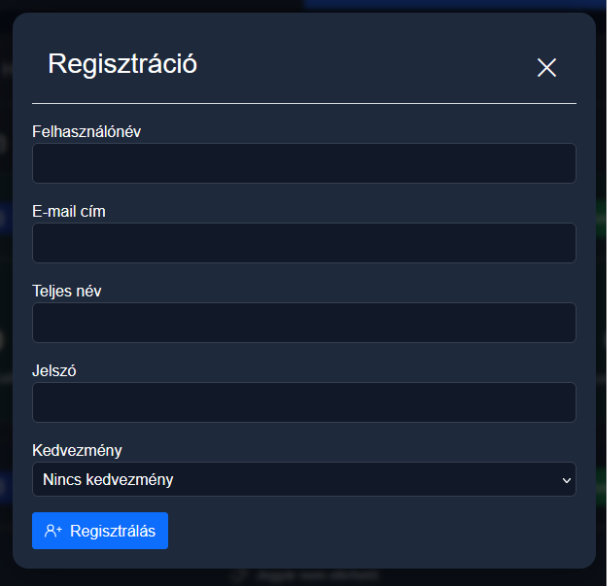 Regisztráció
Felhasználónév
E-mail cím
Teljes név
Jelszó
Kedvezmény
Nincs kedvezmény
Regisztrálás